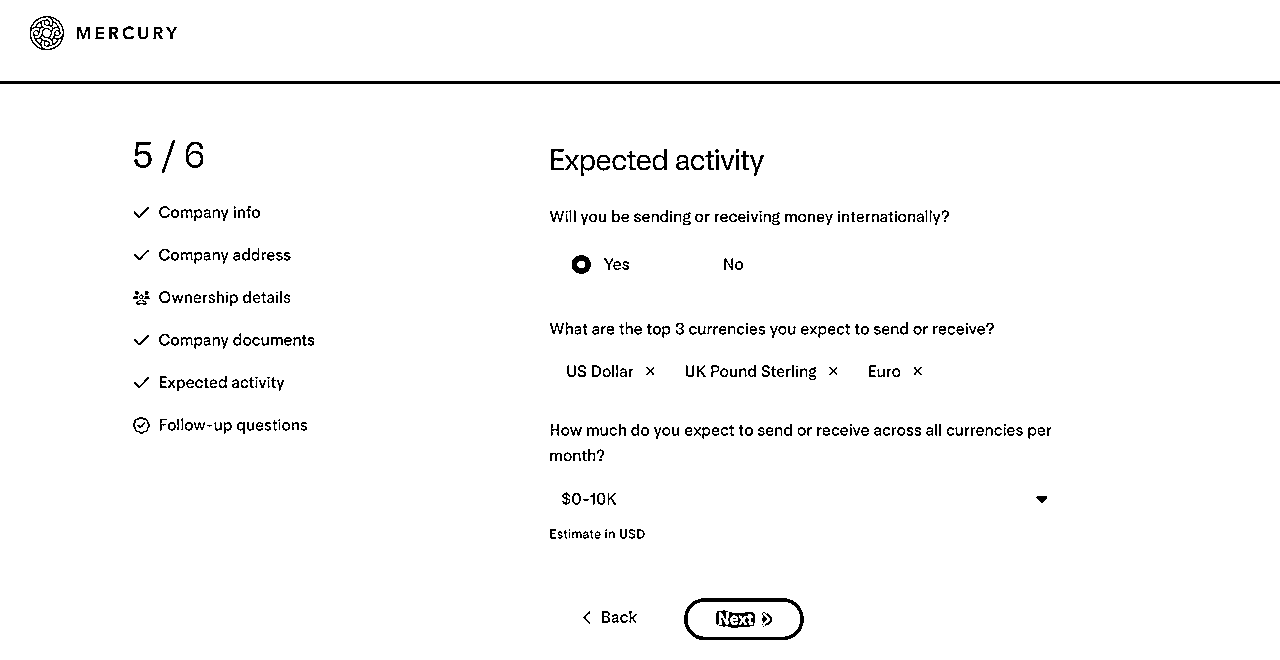 MERCURY
5 / 6
Company info
Company address
Ownership details
Company documents
Expected activity
Follow-up questions
Expected activity
Will you be sending or receiving money internationally?
Yes No
What are the top 3 currencies you expect to send or receive?
US Dollar × UK Pound Sterling × Euro ×
How much do you expect to send or receive across all currencies per
month?
$0-10K
Estimate in USD
Back Next